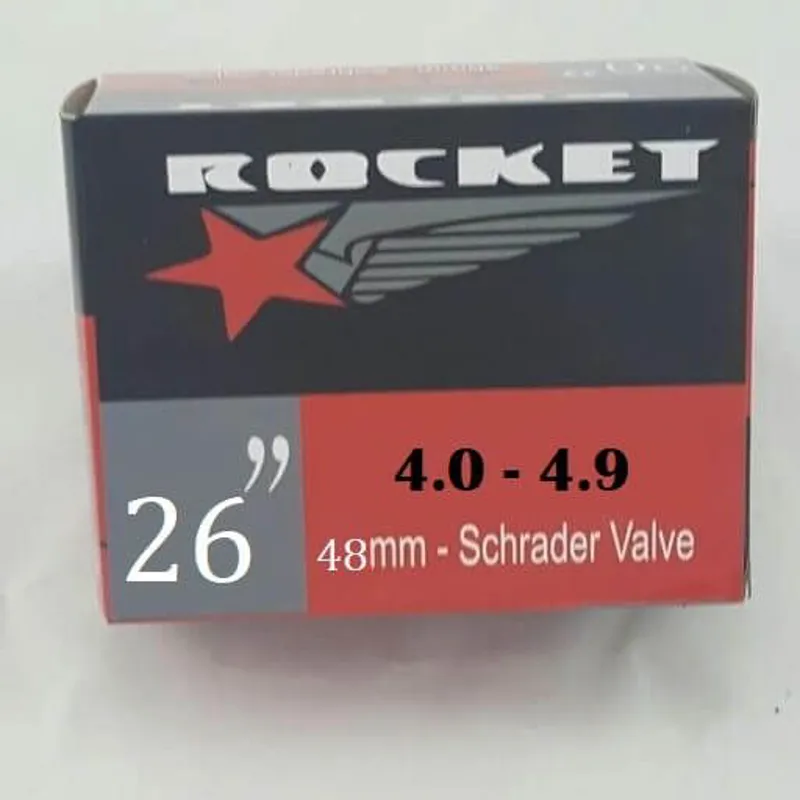 ROCKET
26”
4.0 - 4.9
48mm - Schrader Valve